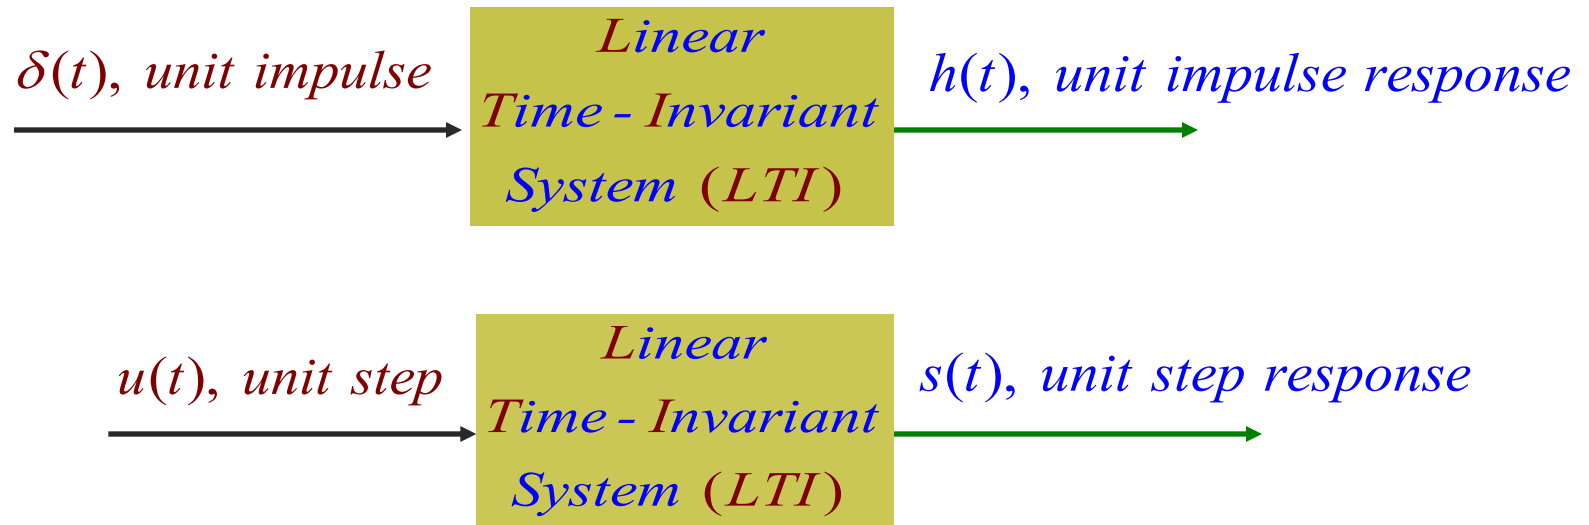 δ(t), unit impulse
Linear
Time - Invariant
System (LTI)
h(t), unit impulse response
u(t), unit step
Linear
Time - Invariant
System (LTI)
s(t), unit step response